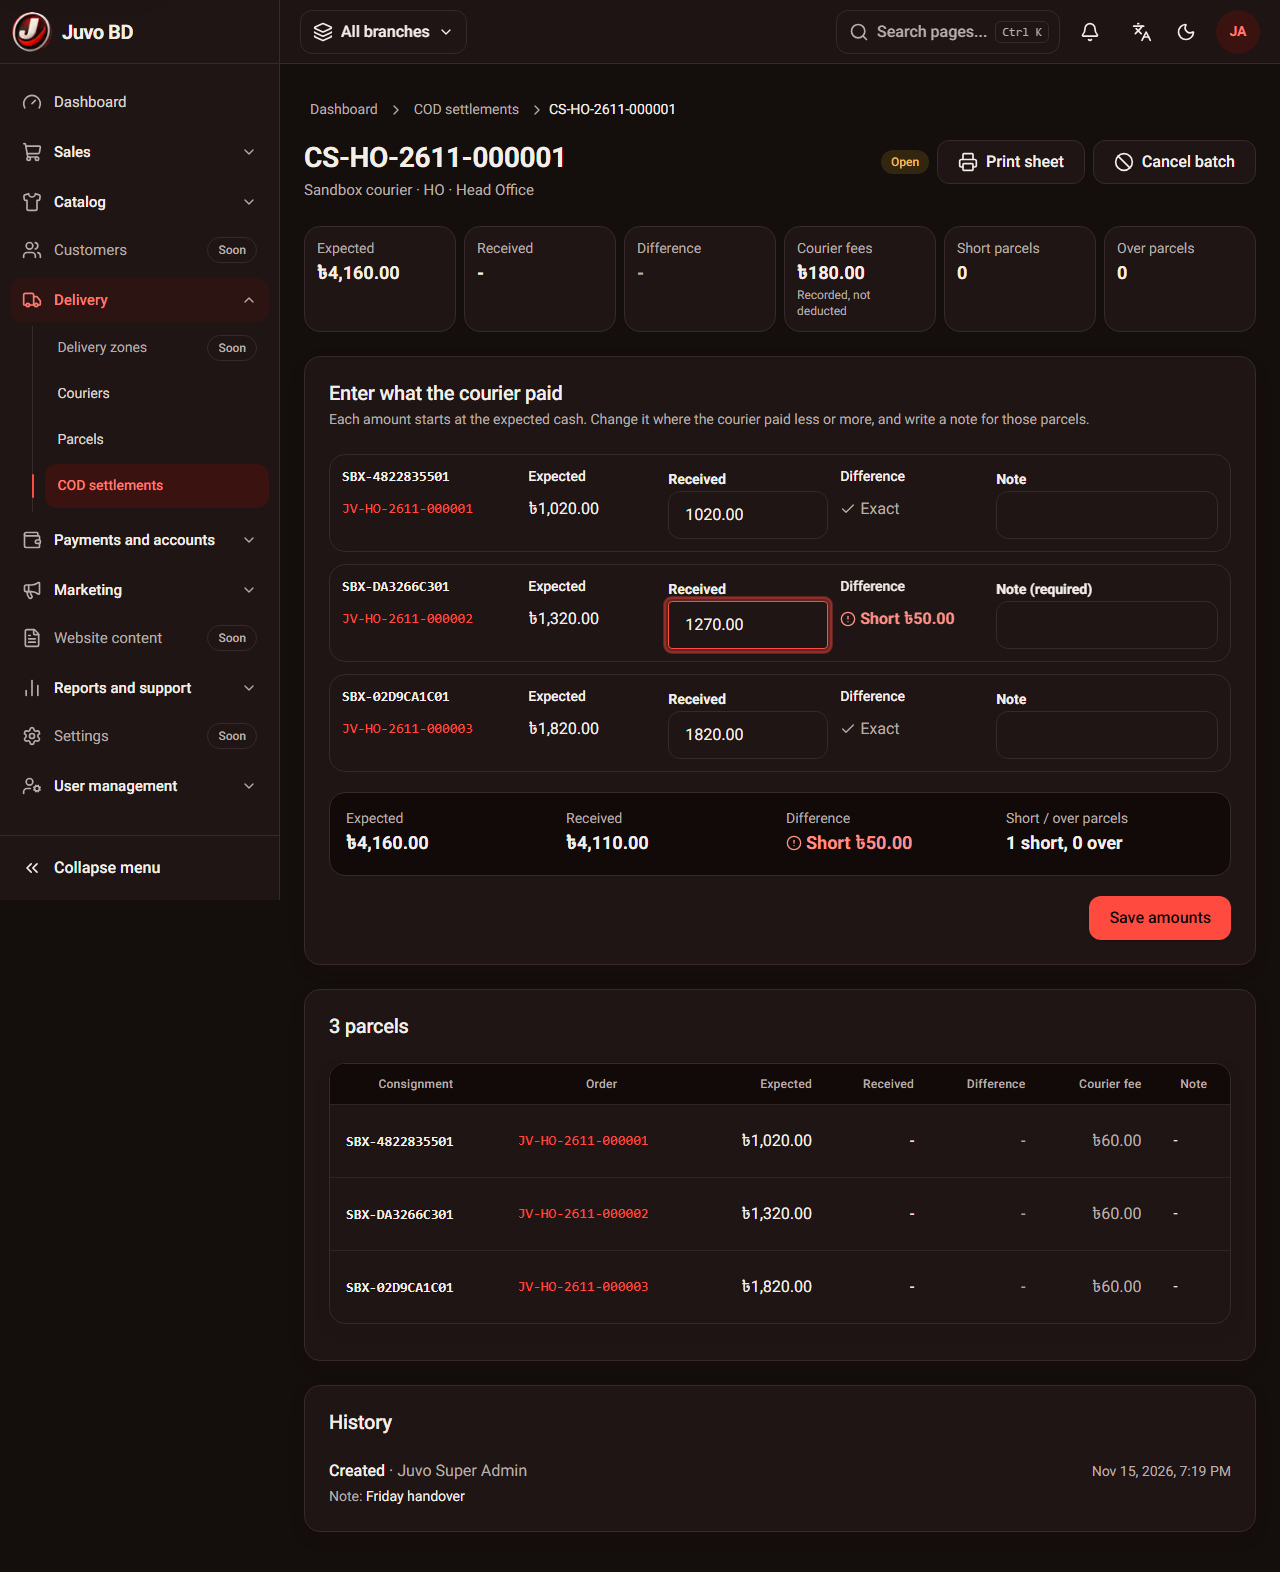 Juvo BD
All branches
Search pages... Ctrl K
JA
Dashboard
Sales
Catalog
Customers Soon
Delivery
Delivery zones Soon
Couriers
Parcels
COD settlements
Payments and accounts
Marketing
Website content Soon
Reports and support
Settings Soon
User management
Collapse menu
Dashboard > COD settlements > CS-HO-2611-000001
CS-HO-2611-000001
Sandbox courier · HO · Head Office
Open
Print sheet
Cancel batch
Expected
৳4,160.00
Received
-
Difference
-
Courier fees
৳180.00
Recorded, not
deducted
Short parcels
0
Over parcels
0
Enter what the courier paid
Each amount starts at the expected cash. Change it where the courier paid less or more, and write a note for those parcels.
SBX-4822835501 Expected Received Difference Note
JV-HO-2611-000001 ৳1,020.00 1020.00 Exact
SBX-DA3266C301 Expected Received Difference Note (required)
JV-HO-2611-000002 ৳1,320.00 1270.00 Short ৳50.00
SBX-02D9CA1C01 Expected Received Difference Note
JV-HO-2611-000003 ৳1,820.00 1820.00 Exact
Expected Received Difference Short / over parcels
৳4,160.00 ৳4,110.00 Short ৳50.00 1 short, 0 over
Save amounts
3 parcels
Consignment Order Expected Received Difference Courier fee Note
SBX-4822835501 JV-HO-2611-000001 ৳1,020.00 - - ৳60.00 -
SBX-DA3266C301 JV-HO-2611-000002 ৳1,320.00 - - ৳60.00 -
SBX-02D9CA1C01 JV-HO-2611-000003 ৳1,820.00 - - ৳60.00 -
History
Created · Juvo Super Admin Nov 15, 2026, 7:19 PM
Note: Friday handover